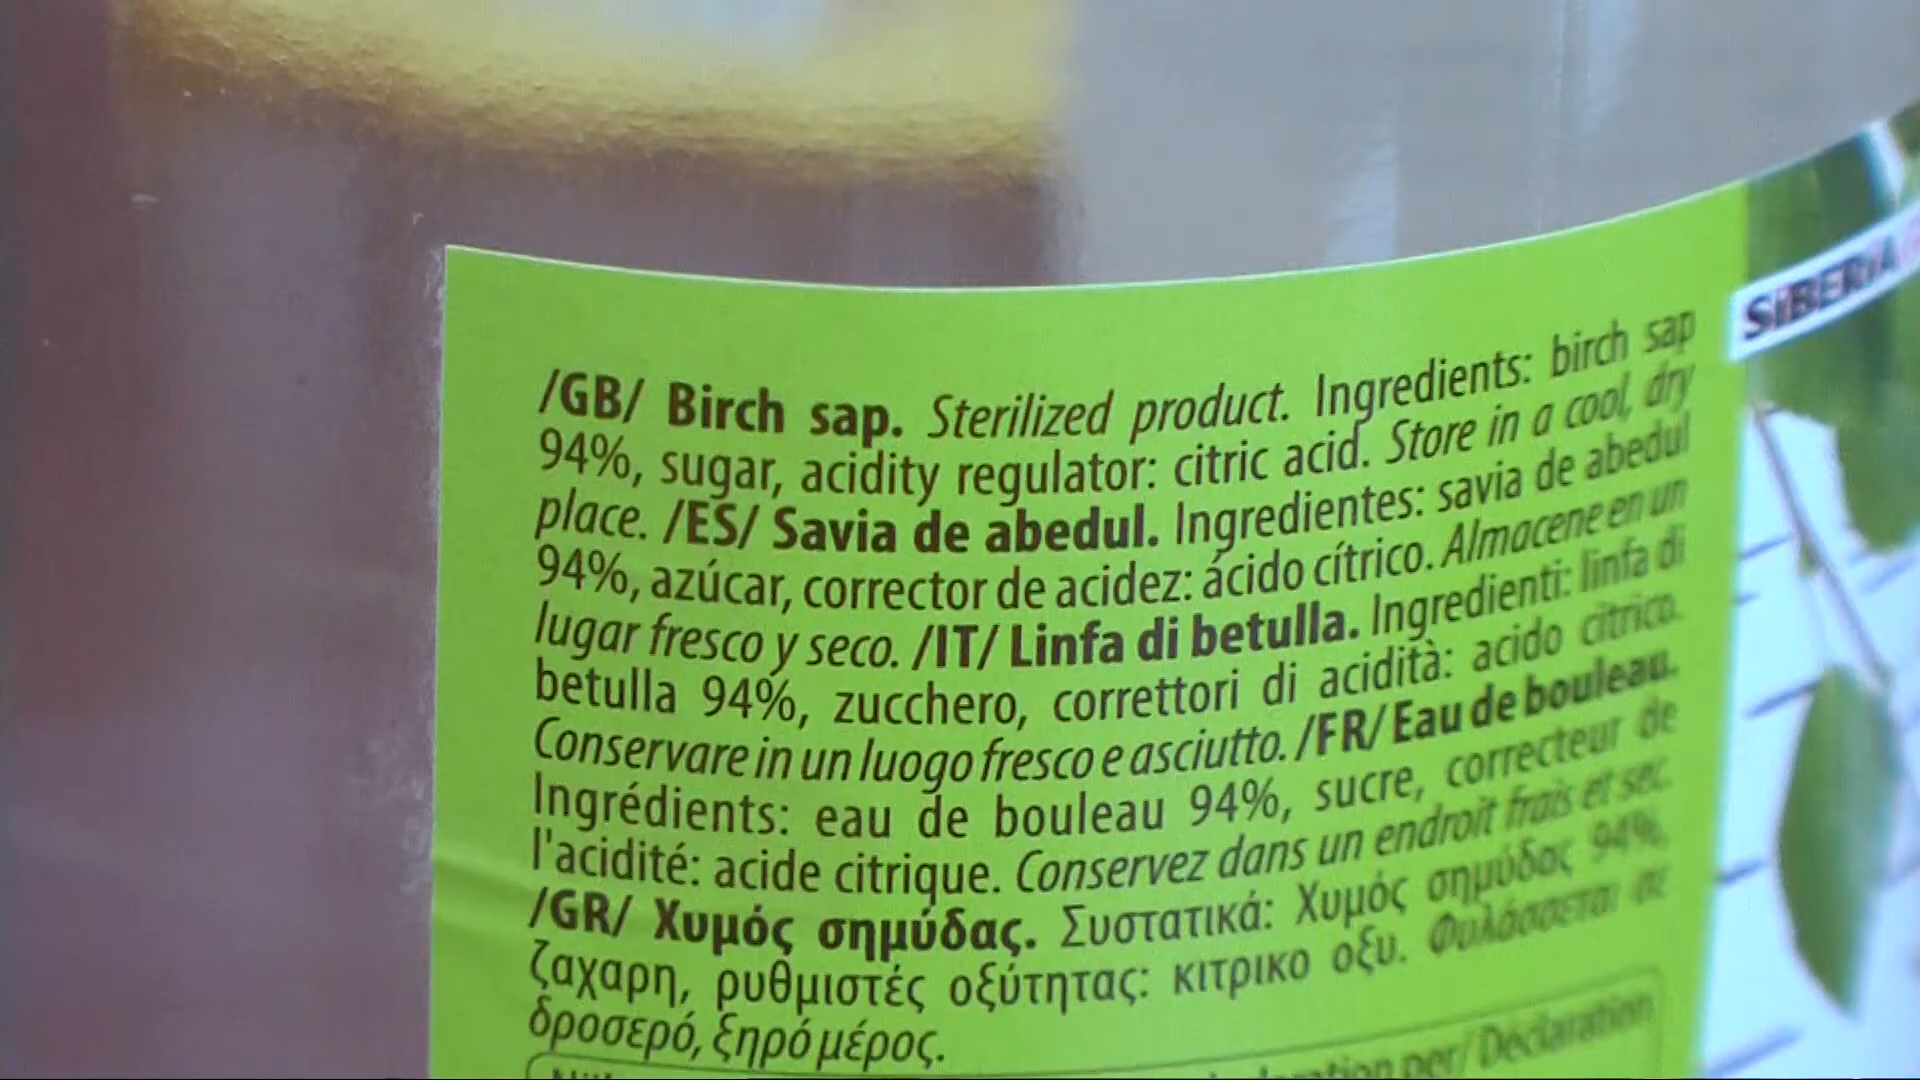 /GB/ Birch sap. Sterilized product. Ingredients: birch sap
94%, sugar, acidity regulator: citric acid. Store in a cool, dry
place. /ES/ Savia de abedul. Ingredientes: savia de abedul
94%, azúcar, corrector de acidez: ácido cítrico. Almacene en un
lugar fresco y seco. /IT/ Linfa di betulla. Ingredienti: linfa di
betulla 94%, zucchero, correttori di acidità: acido citrico.
Conservare in un luogo fresco e asciutto. /FR/ Eau de bouleau.
Ingrédients: eau de bouleau 94%, sucre, correcteur de
l'acidité: acide citrique. Conservez dans un endroit frais et sec.
/GR/ Χυμός σημύδας. Συστατικά: Χυμός σημύδας 94%,
ζαχαρη, ρυθμιστές οξύτητας: κιτρικο οξυ. Φυλάσσεται σε
δροσερό, ξηρό μέρος.
per/ Déclaration
SIBERIA